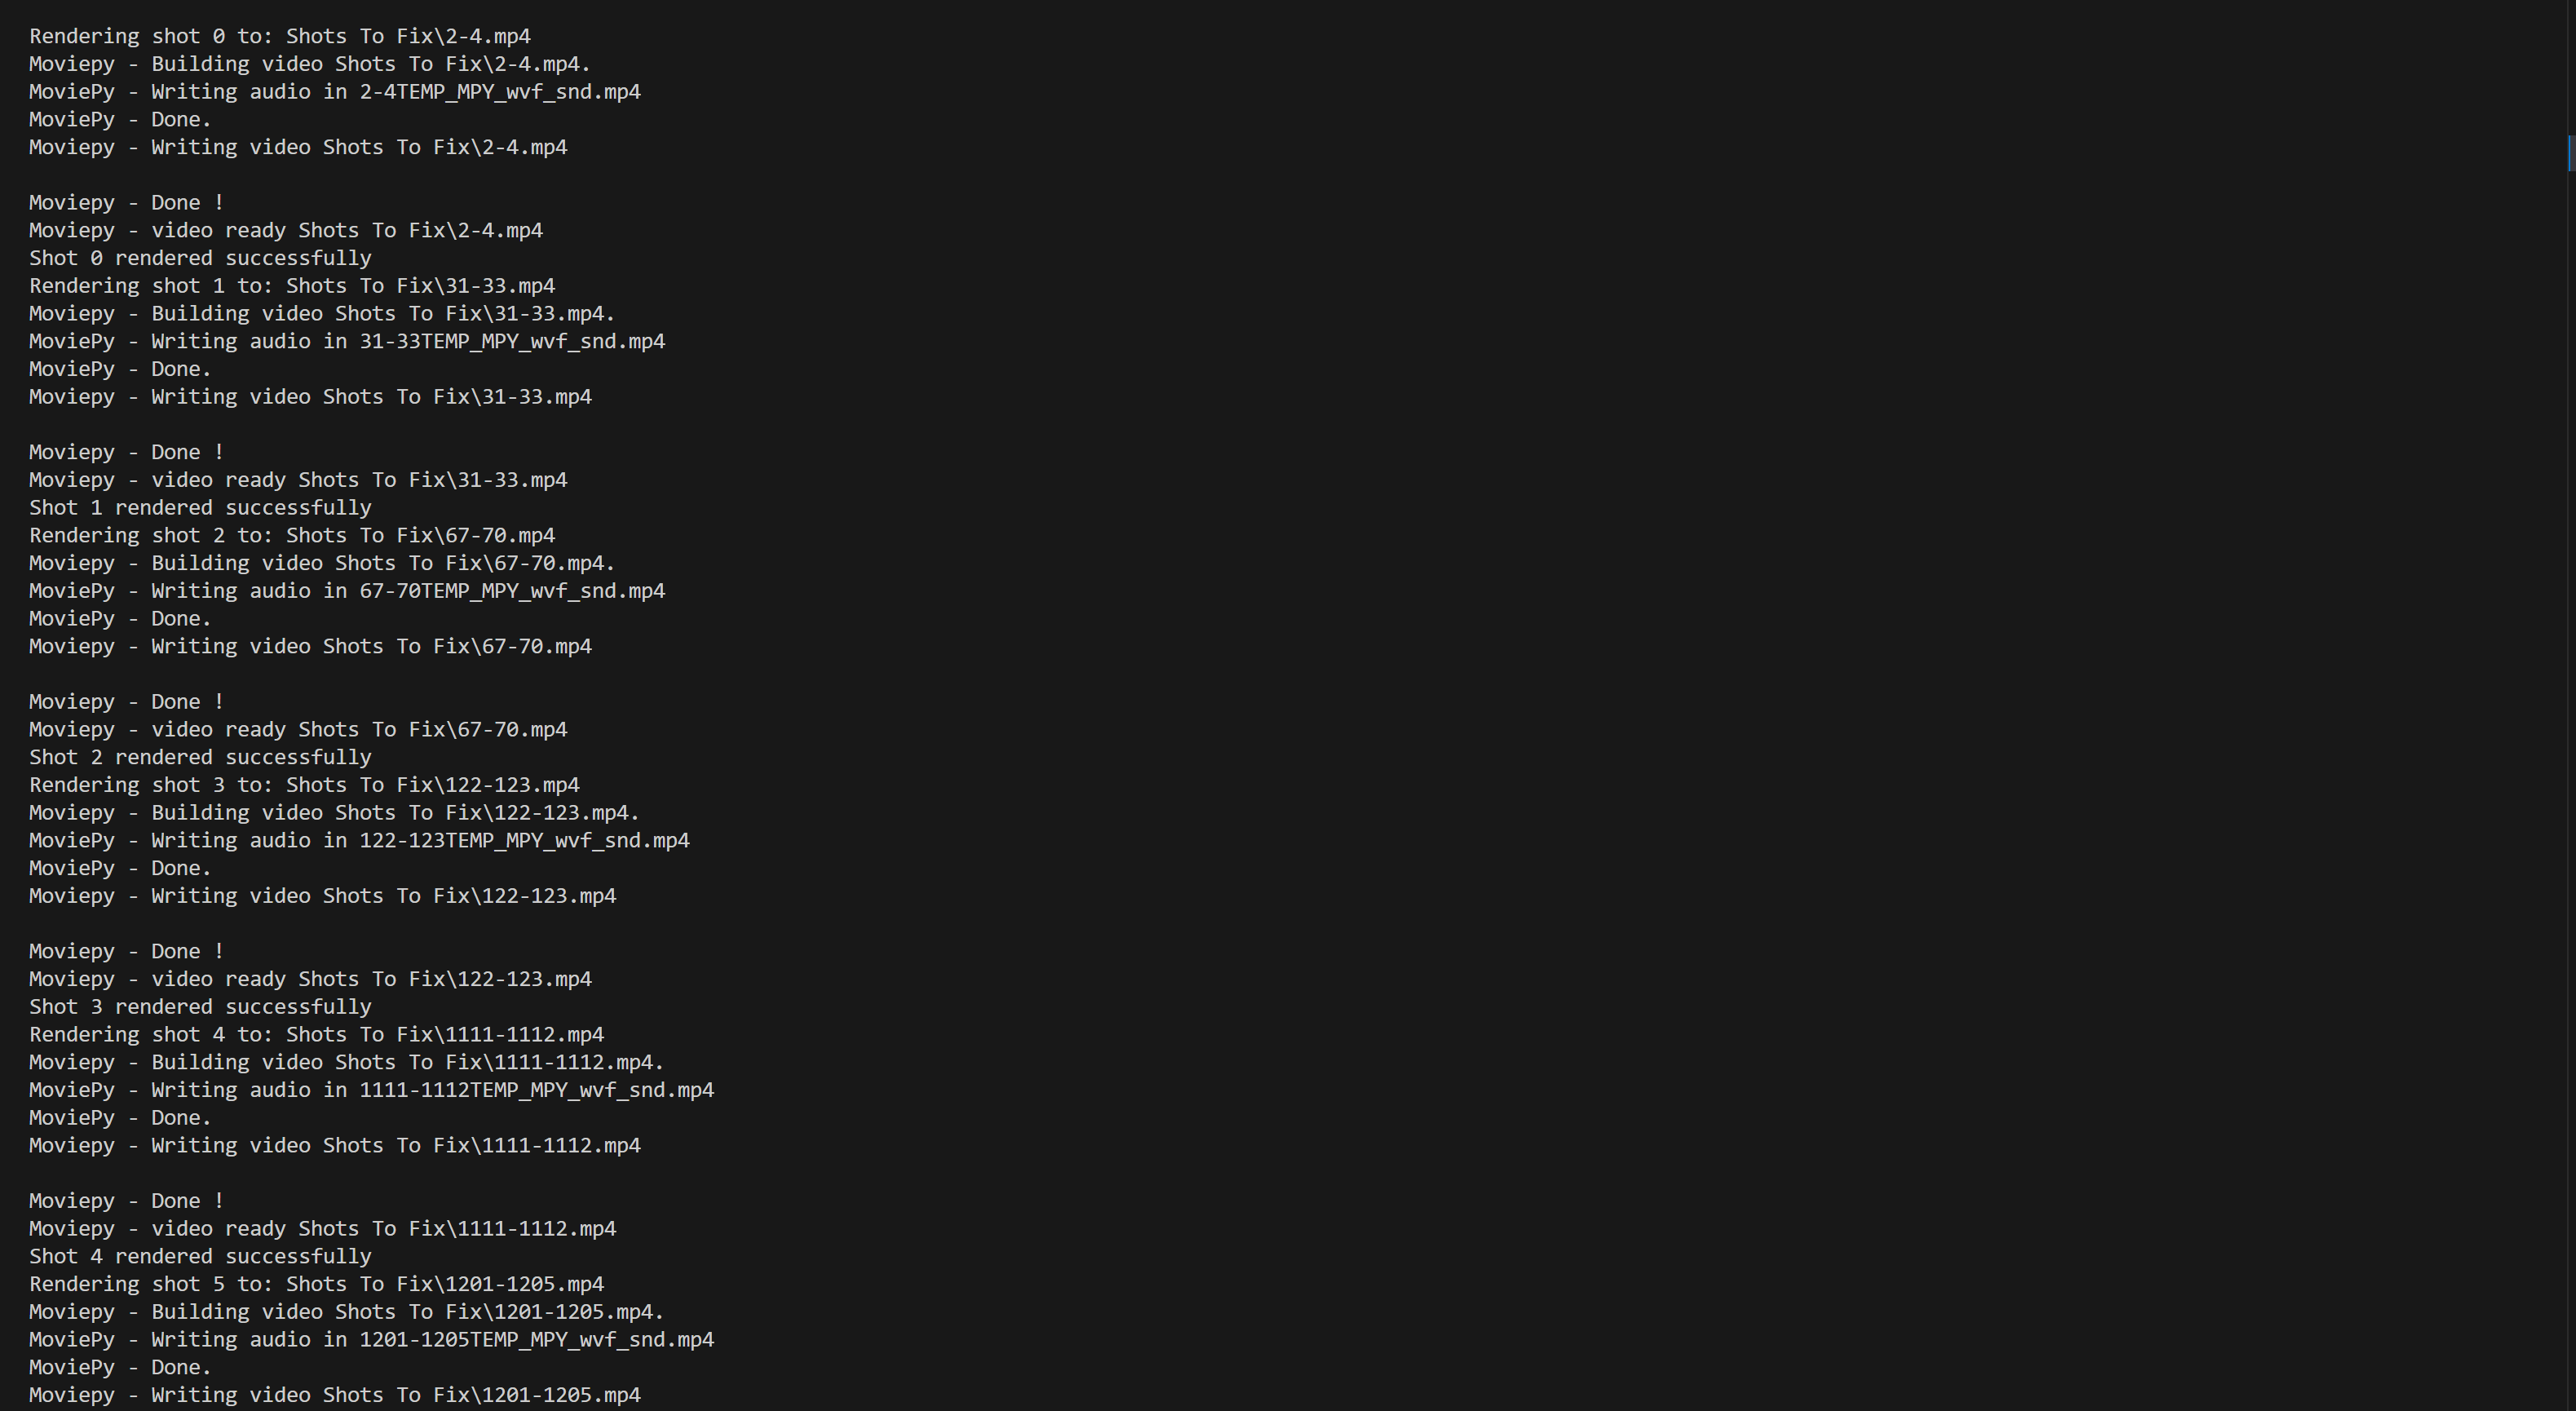 Rendering shot 0 to: Shots To Fix\2-4.mp4
Moviepy - Building video Shots To Fix\2-4.mp4.
MoviePy - Writing audio in 2-4TEMP_MPY_wvf_snd.mp4
MoviePy - Done.
Moviepy - Writing video Shots To Fix\2-4.mp4

Moviepy - Done !
Moviepy - video ready Shots To Fix\2-4.mp4
Shot 0 rendered successfully
Rendering shot 1 to: Shots To Fix\31-33.mp4
Moviepy - Building video Shots To Fix\31-33.mp4.
MoviePy - Writing audio in 31-33TEMP_MPY_wvf_snd.mp4
MoviePy - Done.
Moviepy - Writing video Shots To Fix\31-33.mp4

Moviepy - Done !
Moviepy - video ready Shots To Fix\31-33.mp4
Shot 1 rendered successfully
Rendering shot 2 to: Shots To Fix\67-70.mp4
Moviepy - Building video Shots To Fix\67-70.mp4.
MoviePy - Writing audio in 67-70TEMP_MPY_wvf_snd.mp4
MoviePy - Done.
Moviepy - Writing video Shots To Fix\67-70.mp4

Moviepy - Done !
Moviepy - video ready Shots To Fix\67-70.mp4
Shot 2 rendered successfully
Rendering shot 3 to: Shots To Fix\122-123.mp4
Moviepy - Building video Shots To Fix\122-123.mp4.
MoviePy - Writing audio in 122-123TEMP_MPY_wvf_snd.mp4
MoviePy - Done.
Moviepy - Writing video Shots To Fix\122-123.mp4

Moviepy - Done !
Moviepy - video ready Shots To Fix\122-123.mp4
Shot 3 rendered successfully
Rendering shot 4 to: Shots To Fix\1111-1112.mp4
Moviepy - Building video Shots To Fix\1111-1112.mp4.
MoviePy - Writing audio in 1111-1112TEMP_MPY_wvf_snd.mp4
MoviePy - Done.
Moviepy - Writing video Shots To Fix\1111-1112.mp4

Moviepy - Done !
Moviepy - video ready Shots To Fix\1111-1112.mp4
Shot 4 rendered successfully
Rendering shot 5 to: Shots To Fix\1201-1205.mp4
Moviepy - Building video Shots To Fix\1201-1205.mp4.
MoviePy - Writing audio in 1201-1205TEMP_MPY_wvf_snd.mp4
MoviePy - Done.
Moviepy - Writing video Shots To Fix\1201-1205.mp4